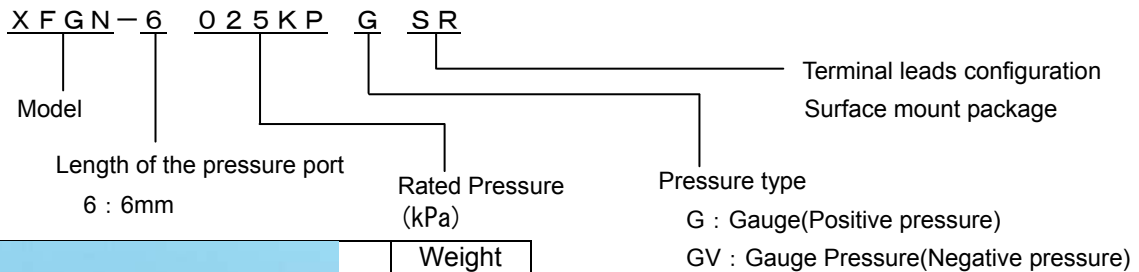 ＸＦＧＮ－６ ０２５ＫＰ Ｇ ＳＲ
Terminal leads configuration
Surface mount package
Model
Length of the pressure port
6：6mm
Rated Pressure
(kPa)
Pressure type
G：Gauge(Positive pressure)
GV：Gauge Pressure(Negative pressure)
Weight